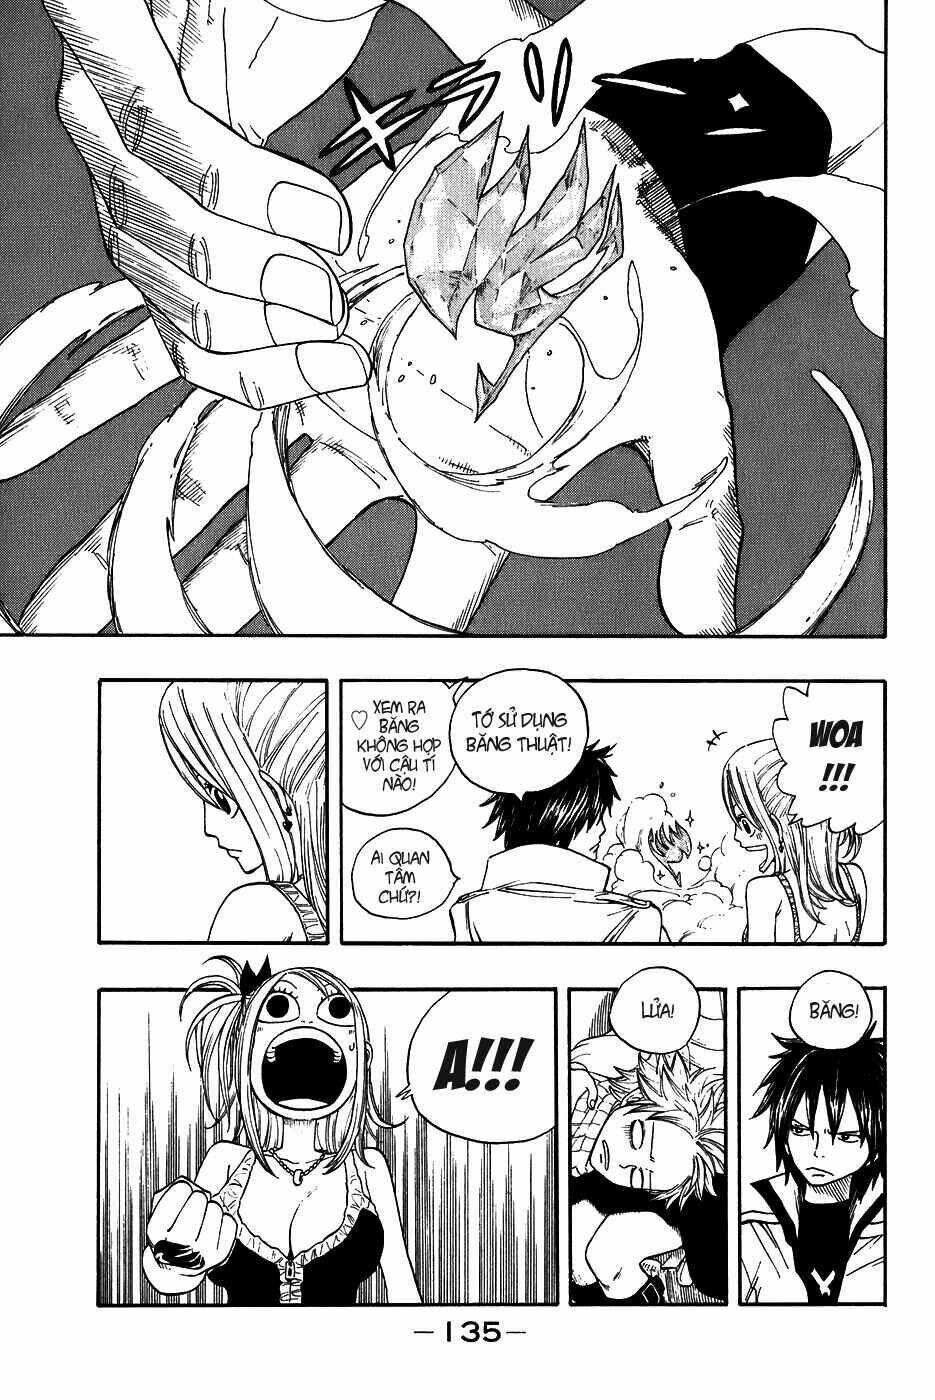 WOA
!!!
TỚ SỬ DỤNG
BĂNG THUẬT!
♡ XEM RA
BĂNG
KHÔNG HỢP
VỚI CẬU TÍ
NÀO!
AI QUAN
TÂM
CHỨ?!
BĂNG!
LỬA!
A!!!
—135—